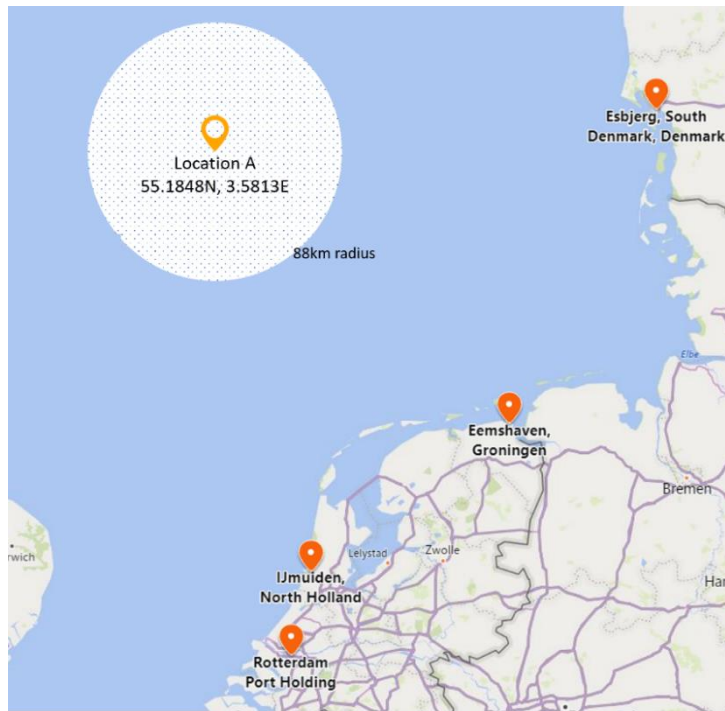 Esbjerg, South
Denmark, Denmark
Location A
55.1848N, 3.5813E
88km radius
Elbe
Eemshaven,
Groningen
Bremen
rwich
Lelystad
Zwolle
IJmuiden,
North Holland
Har
Rotterdam
Port Holding